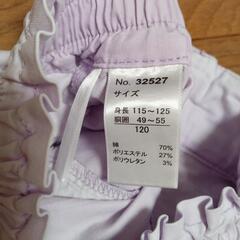 No. 32527
サイズ
身長 115～125
胴囲 49～55
120
綿 70%
ポリエステル 27%
ポリウレタン 3%